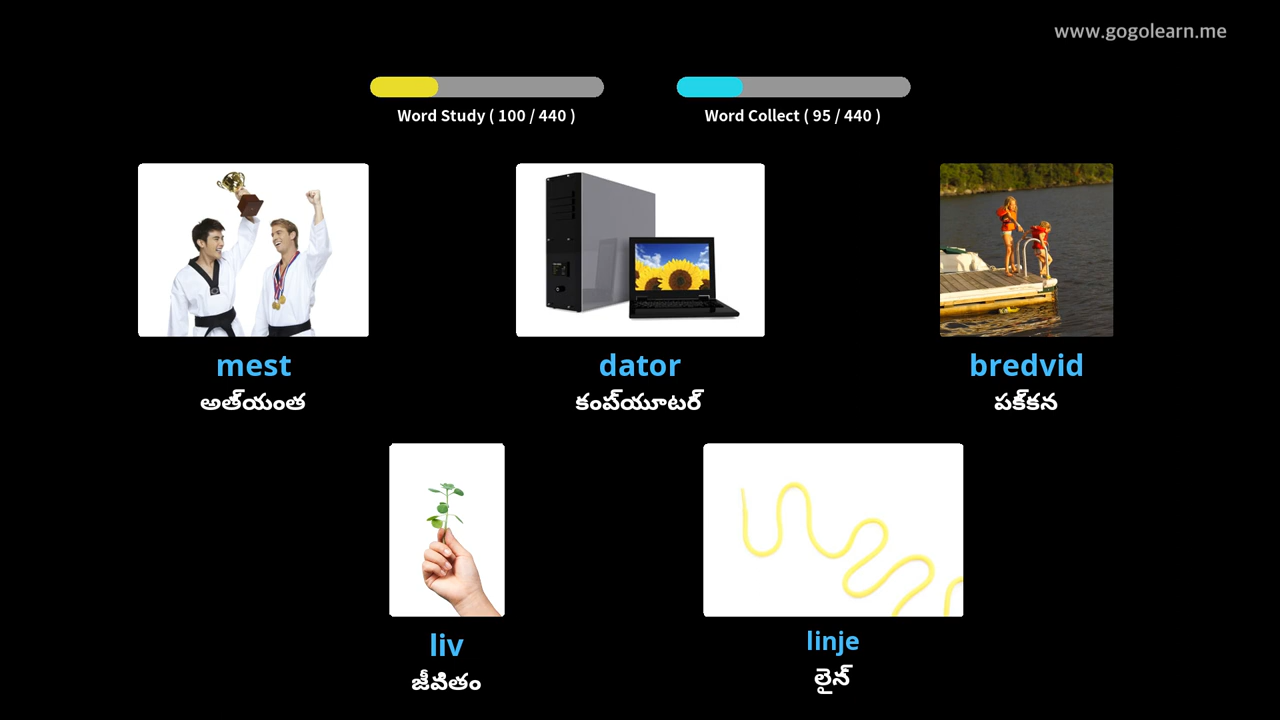 www.gogolearn.me
Word Study ( 100 / 440 )
Word Collect ( 95 / 440 )
mest
అత్‌యంత
dator
కంప్‌యూటర్
bredvid
పక్‌కన
liv
జీవితం
linje
లైన్